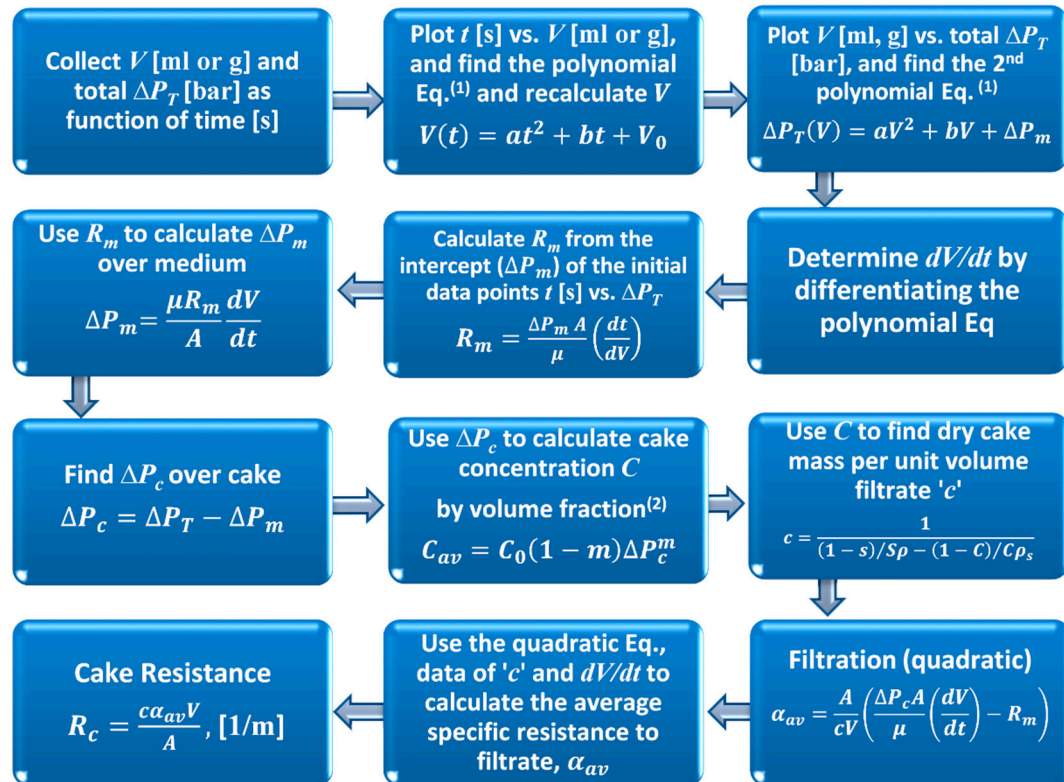 Collect V [ml or g] and
total ΔP_T [bar] as
function of time [s]
Plot t [s] vs. V [ml or g],
and find the polynomial
Eq.⁽¹⁾ and recalculate V
V(t) = at² + bt + V₀
Plot V [ml, g] vs. total ΔP_T
[bar], and find the 2ⁿᵈ
polynomial Eq. ⁽¹⁾
ΔP_T(V) = aV² + bV + ΔP_m
Determine dV/dt by
differentiating the
polynomial Eq
Calculate R_m from the
intercept (ΔP_m) of the initial
data points t [s] vs. ΔP_T
R_m = (ΔP_m A)/μ (dt/dV)
Use R_m to calculate ΔP_m
over medium
ΔP_m= (μR_m)/A dV/dt
Find ΔP_c over cake
ΔP_c = ΔP_T − ΔP_m
Use ΔP_c to calculate cake
concentration C
by volume fraction⁽²⁾
C_av = C₀(1 − m)ΔP_c^m
Use C to find dry cake
mass per unit volume
filtrate 'c'
c = 1/((1−s)/Sρ−(1−C)/Cρ_s)
Filtration (quadratic)
α_av = A/(cV) ((ΔP_c A)/μ (dV/dt) − R_m)
Use the quadratic Eq.,
data of 'c' and dV/dt to
calculate the average
specific resistance to
filtrate, α_av
Cake Resistance
R_c = (cα_av V)/A, [1/m]